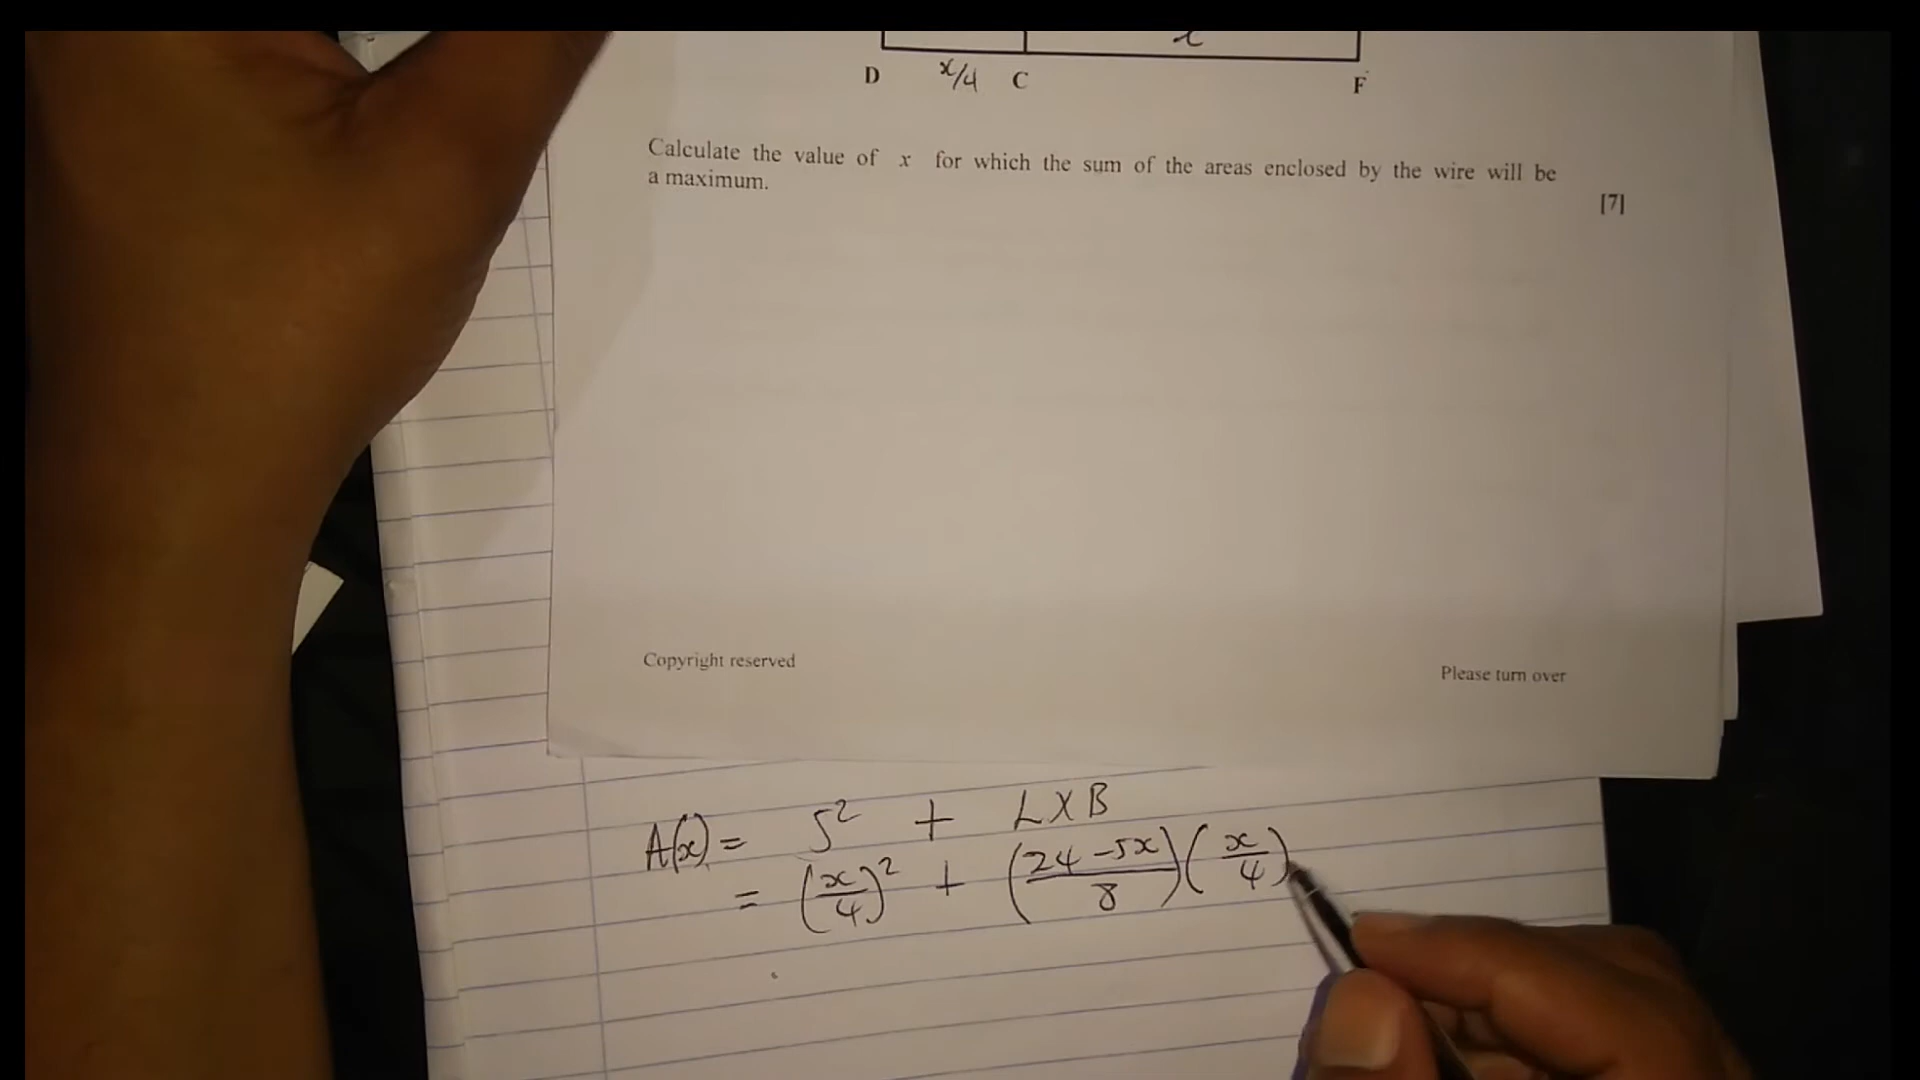 x
D x/4 C F
Calculate the value of x for which the sum of the areas enclosed by the wire will be
a maximum.
[7]
Copyright reserved
Please turn over
A(x) = S² + L X B
= (x/4)² + (24 - 5x/8)(x/4)